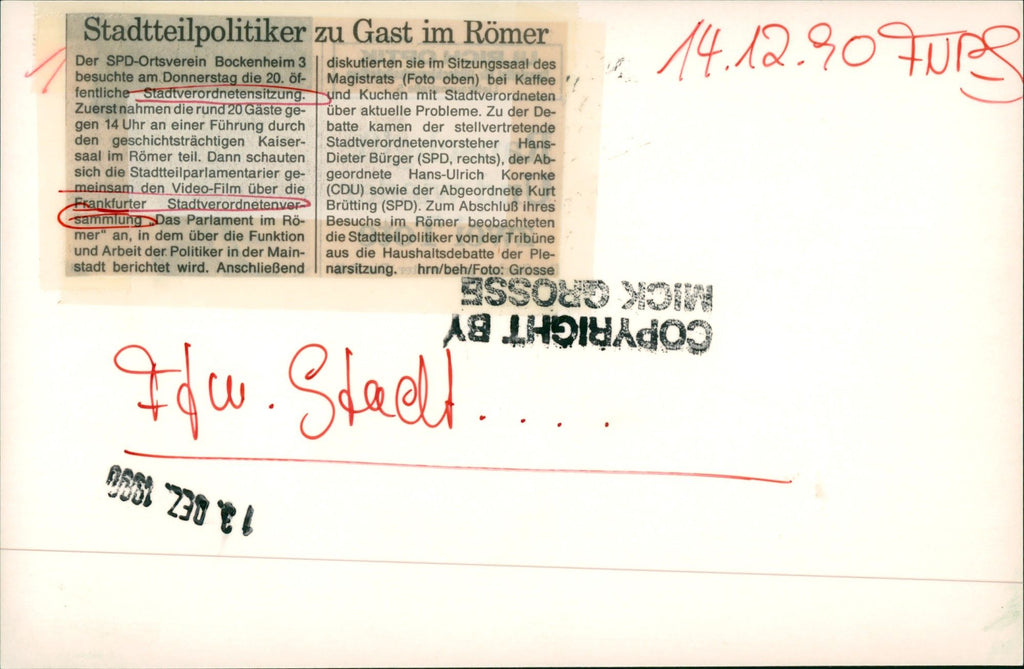 Stadtteilpolitiker zu Gast im Römer
Der SPD-Ortsverein Bockenheim 3
besuchte am Donnerstag die 20. öf-
fentliche Stadtverordnetensitzung.
Zuerst nahmen die rund 20 Gäste ge-
gen 14 Uhr an einer Führung durch
den geschichtsträchtigen Kaiser-
saal im Römer teil. Dann schauten
sich die Stadtteilparlamentarier ge-
meinsam den Video-Film über die
Frankfurter Stadtverordnetenver-
sammlung „Das Parlament im Rö-
mer“ an, in dem über die Funktion
und Arbeit der Politiker in der Main-
stadt berichtet wird. Anschließend
diskutierten sie im Sitzungssaal des
Magistrats (Foto oben) bei Kaffee
und Kuchen mit Stadtverordneten
über aktuelle Probleme. Zu der De-
batte kamen der stellvertretende
Stadtverordnetenvorsteher Hans-
Dieter Bürger (SPD, rechts), der Ab-
geordnete Hans-Ulrich Korenke
(CDU) sowie der Abgeordnete Kurt
Brütting (SPD). Zum Abschluß ihres
Besuchs im Römer beobachteten
die Stadtteilpolitiker von der Tribüne
aus die Haushaltsdebatte der Ple-
narsitzung. hrn/beh/Foto: Grosse
14.12.90 FNP
COPYRIGHT BY
MICK GROSSE
Ffm. Stadt.....
13. DEZ. 1990